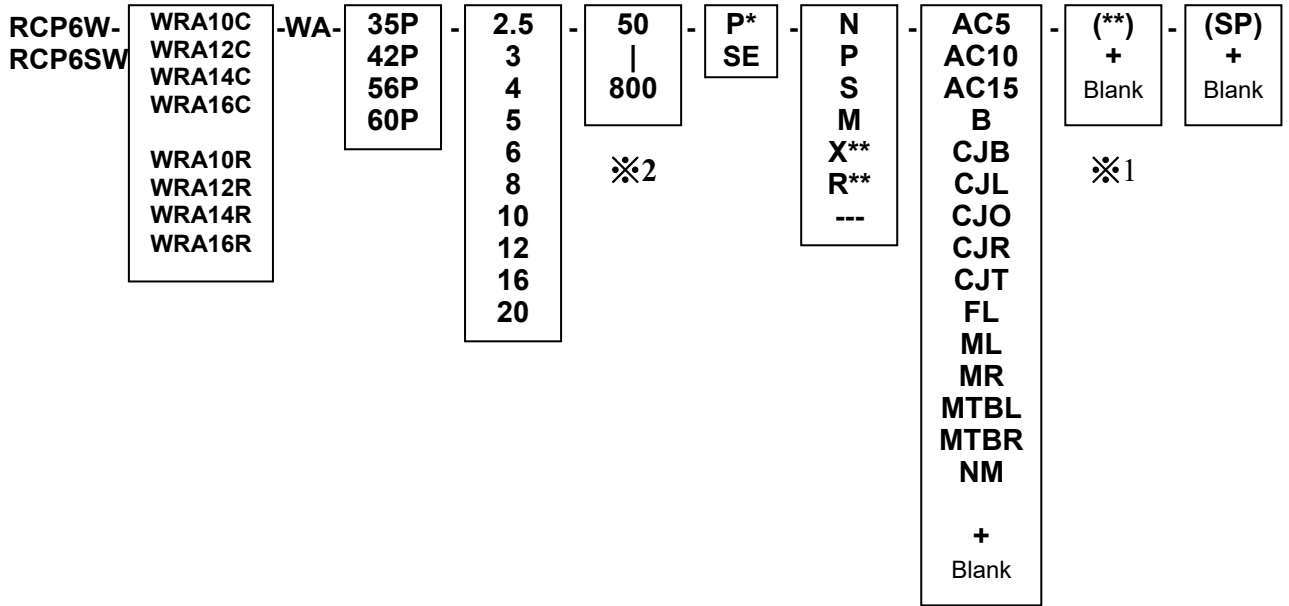 RCP6W- WRA10C -WA- 35P - 2.5 - 50 - P* - N - AC5 - (**) - (SP)
RCP6SW WRA12C 42P 3 | SE P AC10 + +
WRA14C 56P 4 800 S AC15 Blank Blank
WRA16C 60P 5 M B
6 ※2 X** CJB ※1
WRA10R 8 R** CJL
WRA12R 10 --- CJO
WRA14R 12 CJR
WRA16R 16 CJT
20 FL
ML
MR
MTBL
MTBR
NM
+
Blank